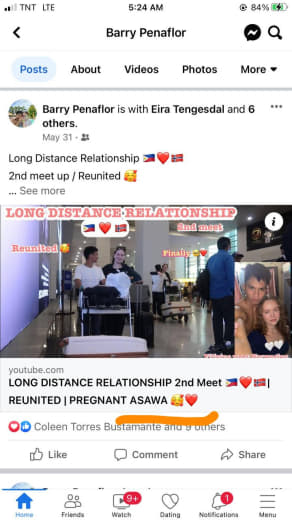 TNT LTE 5:24 AM 84%
Barry Penaflor
Posts About Videos Photos More
Barry Penaflor is with Eira Tengesdal and 6
others.
May 31 ·
Long Distance Relationship 🇵🇭❤️🇳🇴
2nd meet up / Reunited 🥰
... See more
LONG DISTANCE RELATIONSHIP
🇵🇭❤️🇳🇴 2nd meet
Reunited 🥰 Finally
youtube.com
LONG DISTANCE RELATIONSHIP 2nd Meet 🇵🇭❤️🇳🇴|
REUNITED | PREGNANT ASAWA 🥰❤️
Coleen Torres Bustamante and 9 others
Like Comment Share
9+ 1
Home Friends Watch Dating Notifications Menu